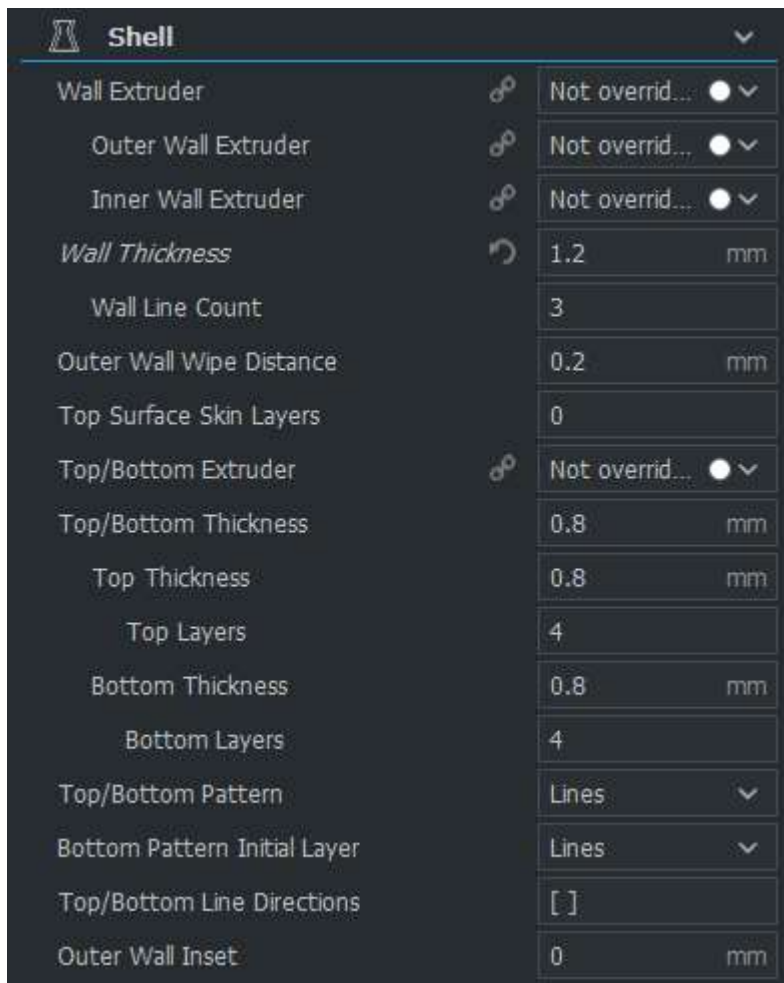 Shell
Wall Extruder Not overrid...
Outer Wall Extruder Not overrid...
Inner Wall Extruder Not overrid...
Wall Thickness 1.2 mm
Wall Line Count 3
Outer Wall Wipe Distance 0.2 mm
Top Surface Skin Layers 0
Top/Bottom Extruder Not overrid...
Top/Bottom Thickness 0.8 mm
Top Thickness 0.8 mm
Top Layers 4
Bottom Thickness 0.8 mm
Bottom Layers 4
Top/Bottom Pattern Lines
Bottom Pattern Initial Layer Lines
Top/Bottom Line Directions [ ]
Outer Wall Inset 0 mm